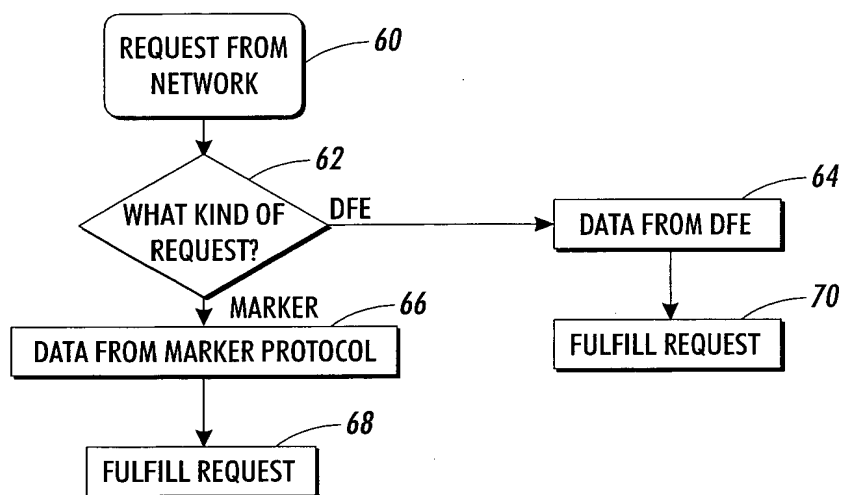 REQUEST FROM
NETWORK
60
62
WHAT KIND OF
REQUEST?
DFE
64
DATA FROM DFE
MARKER
66
DATA FROM MARKER PROTOCOL
70
FULFILL REQUEST
68
FULFILL REQUEST